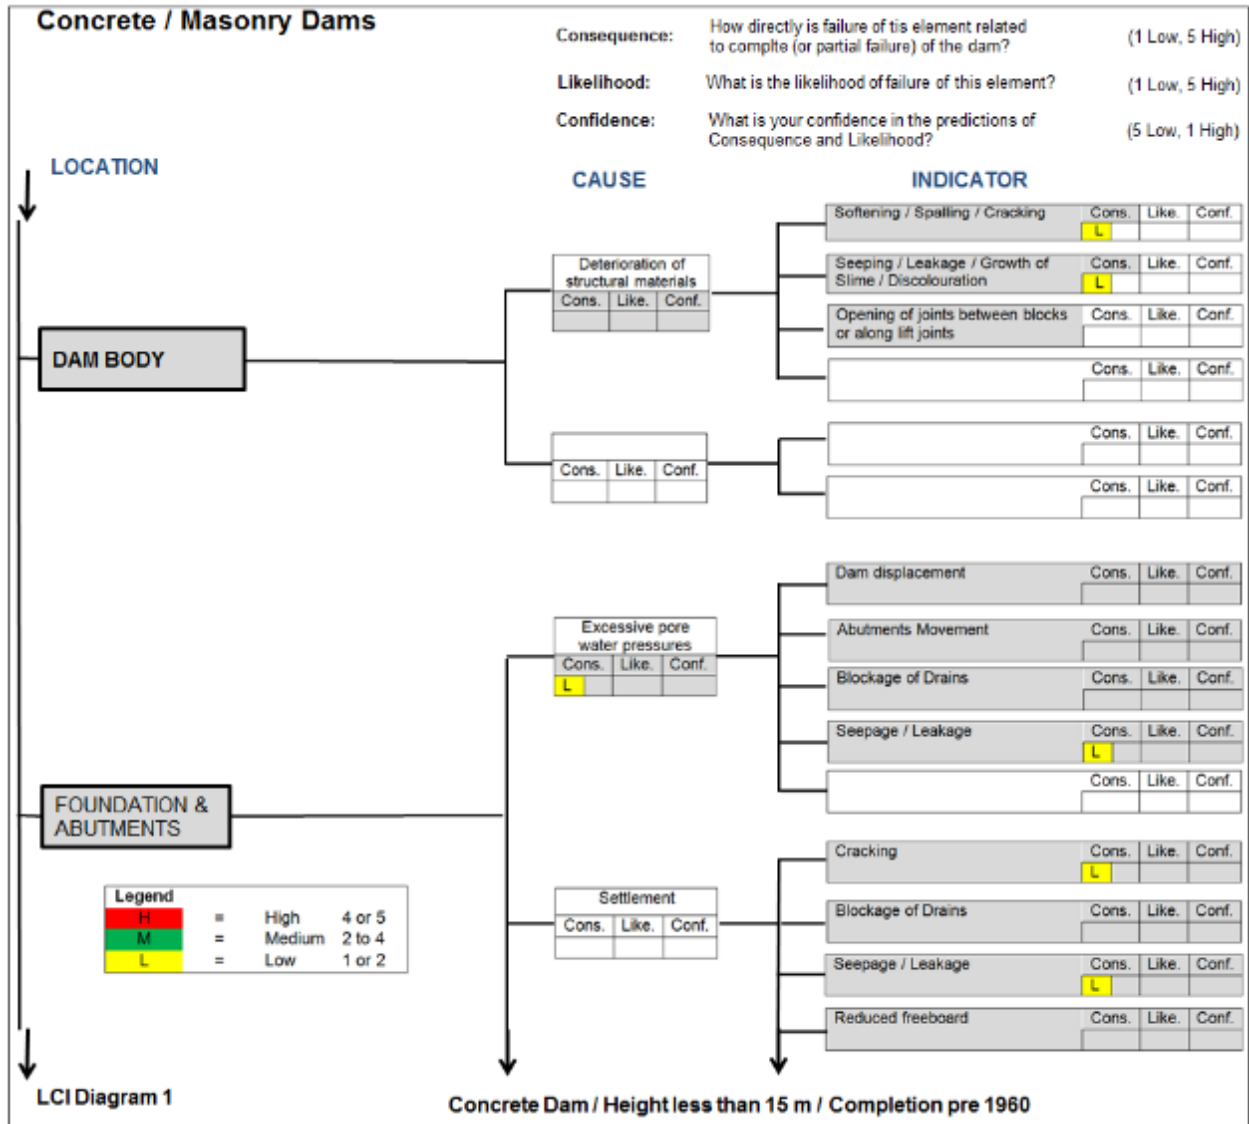 Concrete / Masonry Dams
Consequence: How directly is failure of tis element related to complte (or partial failure) of the dam? (1 Low, 5 High)
Likelihood: What is the likelihood of failure of this element? (1 Low, 5 High)
Confidence: What is your confidence in the predictions of Consequence and Likelihood? (5 Low, 1 High)
LOCATION
CAUSE
INDICATOR
DAM BODY
Deterioration of
structural materials
Cons. Like. Conf.
Softening / Spalling / Cracking Cons. Like. Conf.
L
Seeping / Leakage / Growth of Cons. Like. Conf.
Slime / Discolouration L
Opening of joints between blocks Cons. Like. Conf.
or along lift joints
Cons. Like. Conf.
Cons. Like. Conf.
Cons. Like. Conf.
Cons. Like. Conf.
FOUNDATION &
ABUTMENTS
Excessive pore
water pressures
Cons. Like. Conf.
L
Dam displacement Cons. Like. Conf.
Abutments Movement Cons. Like. Conf.
Blockage of Drains Cons. Like. Conf.
Seepage / Leakage Cons. Like. Conf.
L
Cons. Like. Conf.
Settlement
Cons. Like. Conf.
Cracking Cons. Like. Conf.
L
Blockage of Drains Cons. Like. Conf.
Seepage / Leakage Cons. Like. Conf.
L
Reduced freeboard Cons. Like. Conf.
Legend
H = High 4 or 5
M = Medium 2 to 4
L = Low 1 or 2
LCI Diagram 1
Concrete Dam / Height less than 15 m / Completion pre 1960